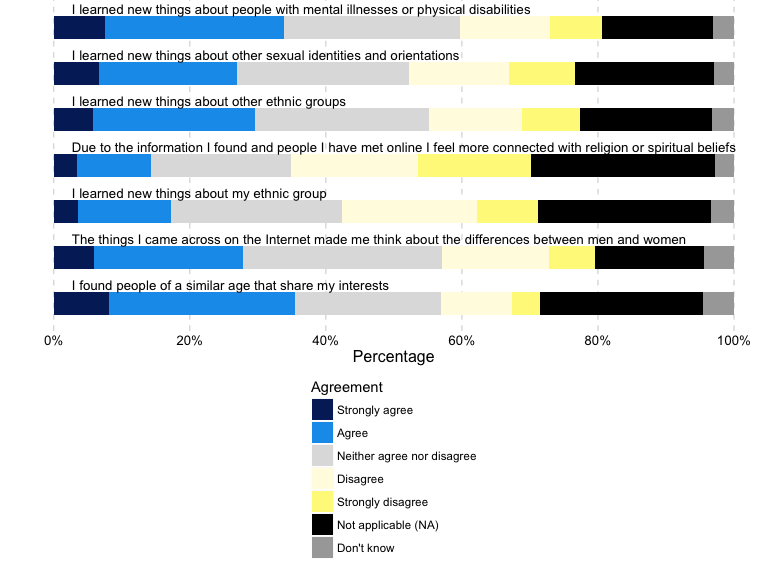 I learned new things about people with mental illnesses or physical disabilities
I learned new things about other sexual identities and orientations
I learned new things about other ethnic groups
Due to the information I found and people I have met online I feel more connected with religion or spiritual beliefs
I learned new things about my ethnic group
The things I came across on the Internet made me think about the differences between men and women
I found people of a similar age that share my interests
0% 20% 40% 60% 80% 100%
Percentage
Agreement
Strongly agree
Agree
Neither agree nor disagree
Disagree
Strongly disagree
Not applicable (NA)
Don't know